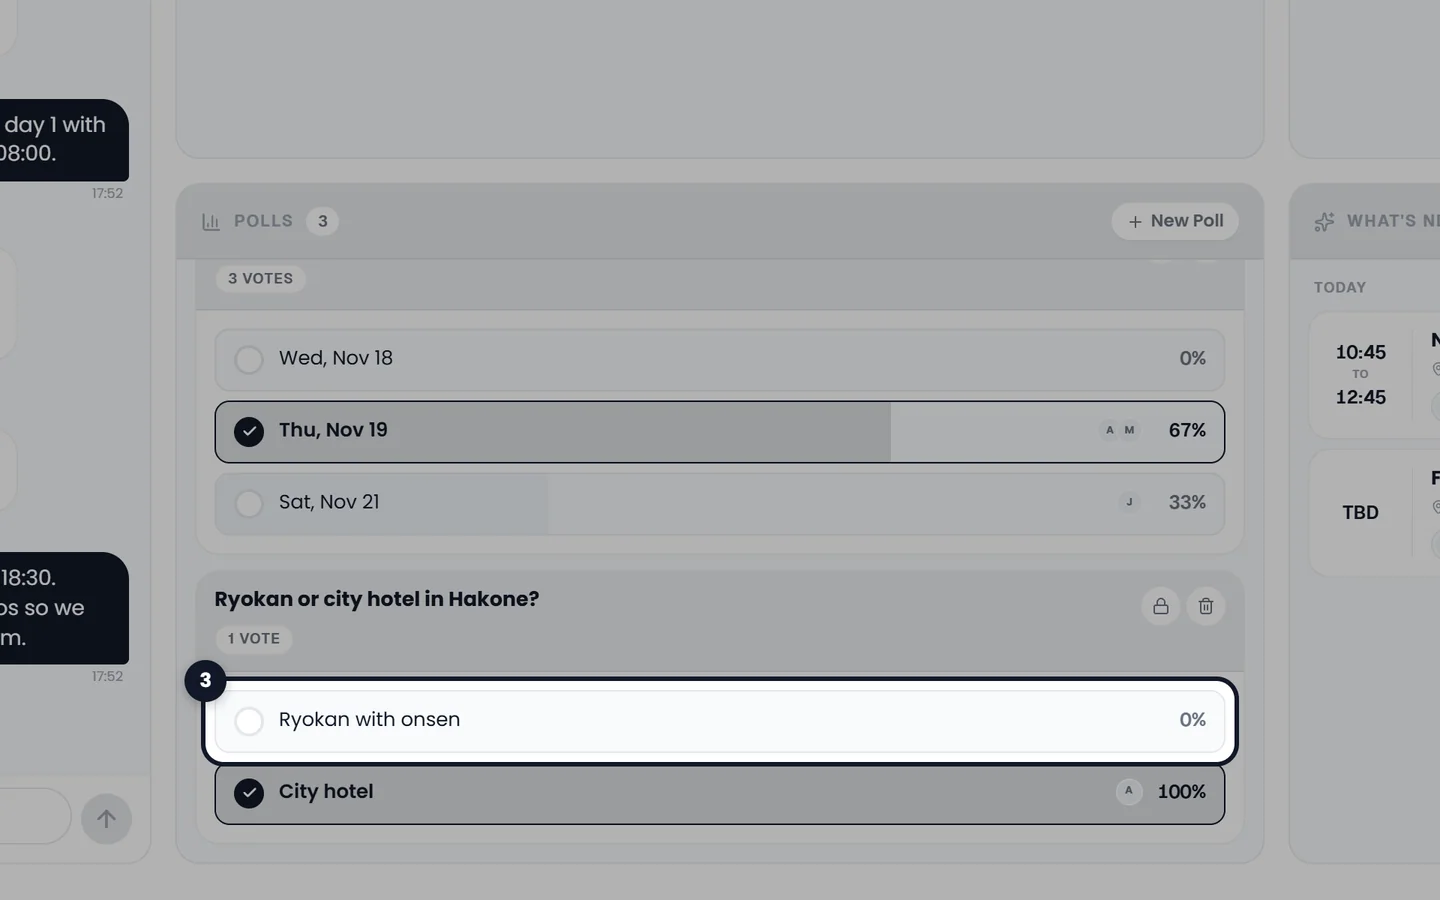 day 1 with
08:00.
17:52
18:30.
os so we
m.
17:52
POLLS 3
+ New Poll
3 VOTES
Wed, Nov 18 0%
Thu, Nov 19 A M 67%
Sat, Nov 21 J 33%
Ryokan or city hotel in Hakone?
1 VOTE
3
Ryokan with onsen 0%
City hotel A 100%
WHAT'S NE
TODAY
10:45
TO
12:45
N
TBD
F